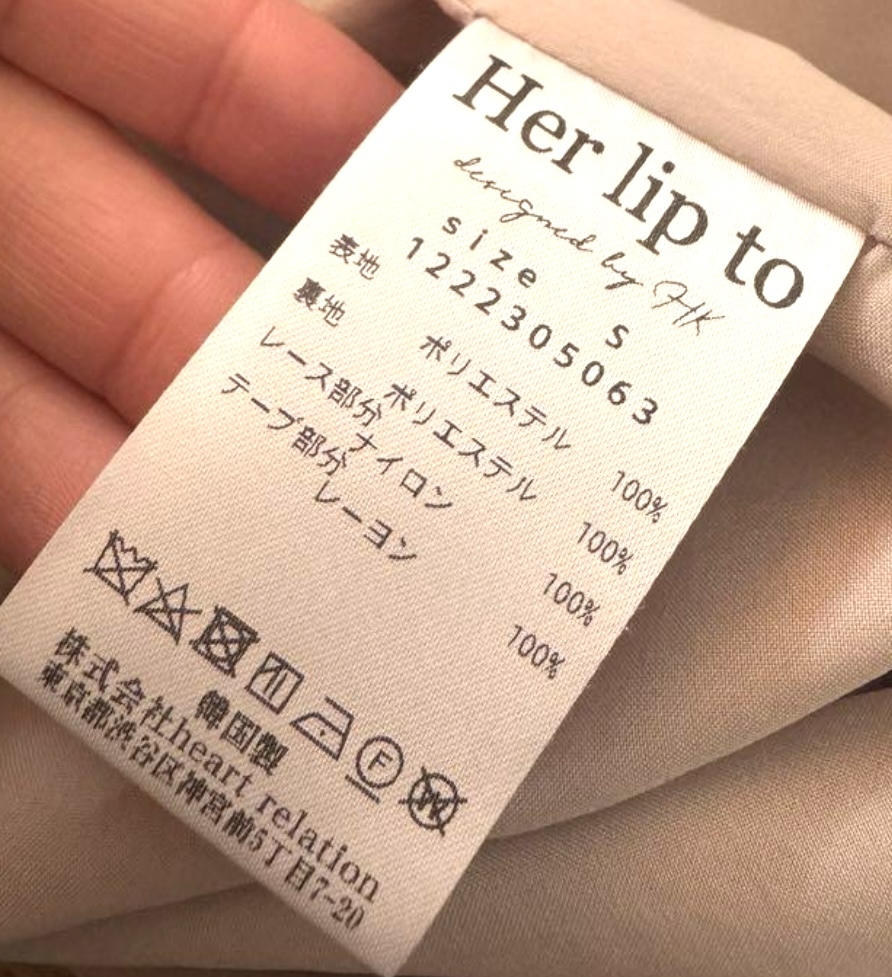 Her lip to
designed by HK
size S
1222305063
表地 ポリエステル 100%
裏地 ポリエステル 100%
レース部分 ナイロン 100%
テープ部分 レーヨン 100%
F
W
韓国製
株式会社heart relation
東京都渋谷区神宮前5丁目7-20